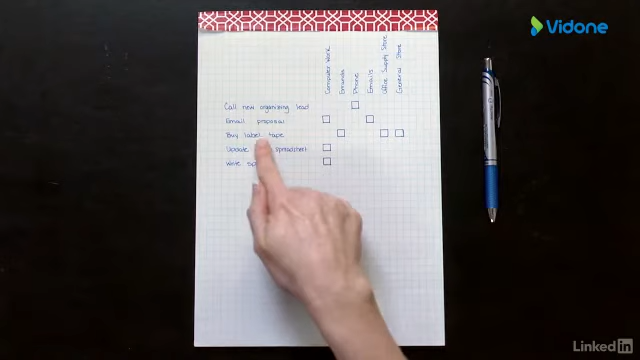 Vidone
Computer Work
Errands
Phone
Emails
Office Supply Store
General Store
Call new organizing lead
Email proposal
Buy label tape
Update spreadsheet
Write
LinkedIn